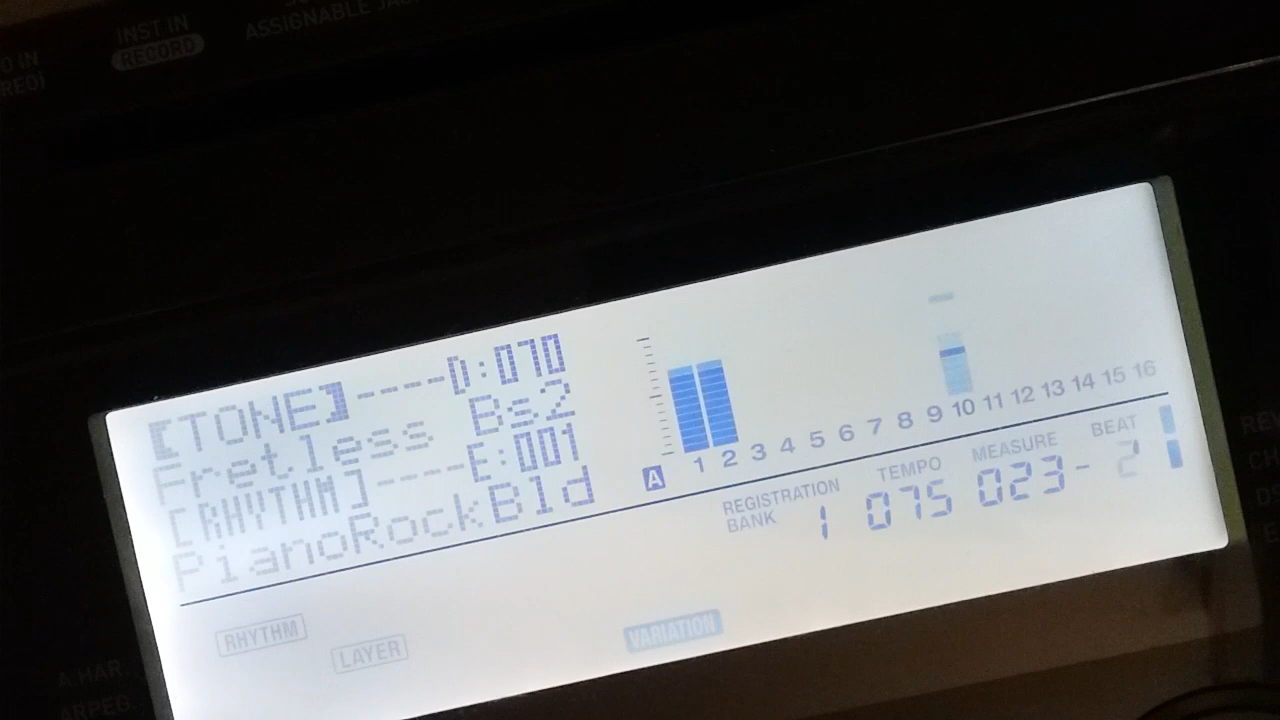 INST IN
RECORD
ASSIGNABLE
【TONE】----D:070
Fretless Bs2
[RHYTHM]---E:001
PianoRockBld
A 1 2 3 4 5 6 7 8 9 10 11 12 13 14 15 16
REGISTRATION BANK 1 TEMPO 075 MEASURE 023- BEAT 2
RHYTHM LAYER VARIATION
A.HAR.
ARPEG.